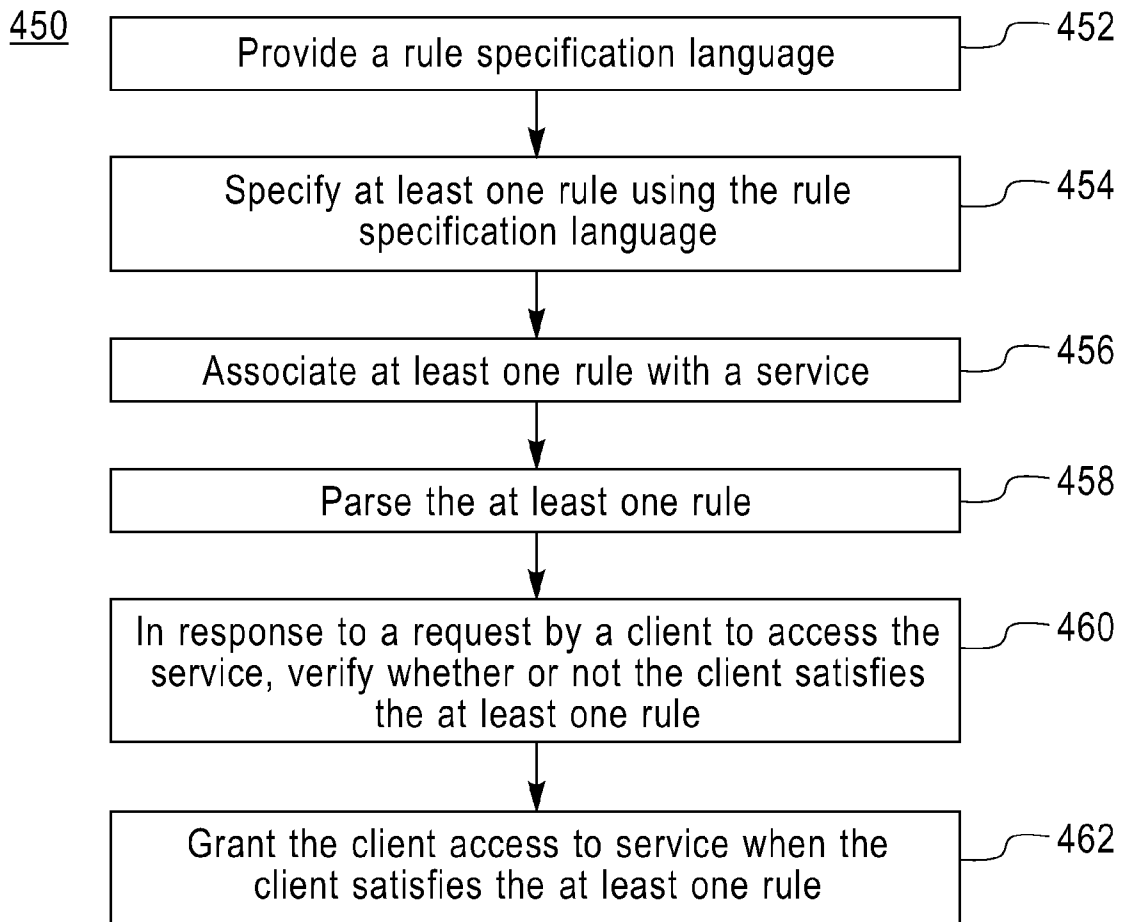 450
Provide a rule specification language
452
Specify at least one rule using the rule
specification language
454
Associate at least one rule with a service
456
Parse the at least one rule
458
In response to a request by a client to access the
service, verify whether or not the client satisfies
the at least one rule
460
Grant the client access to service when the
client satisfies the at least one rule
462